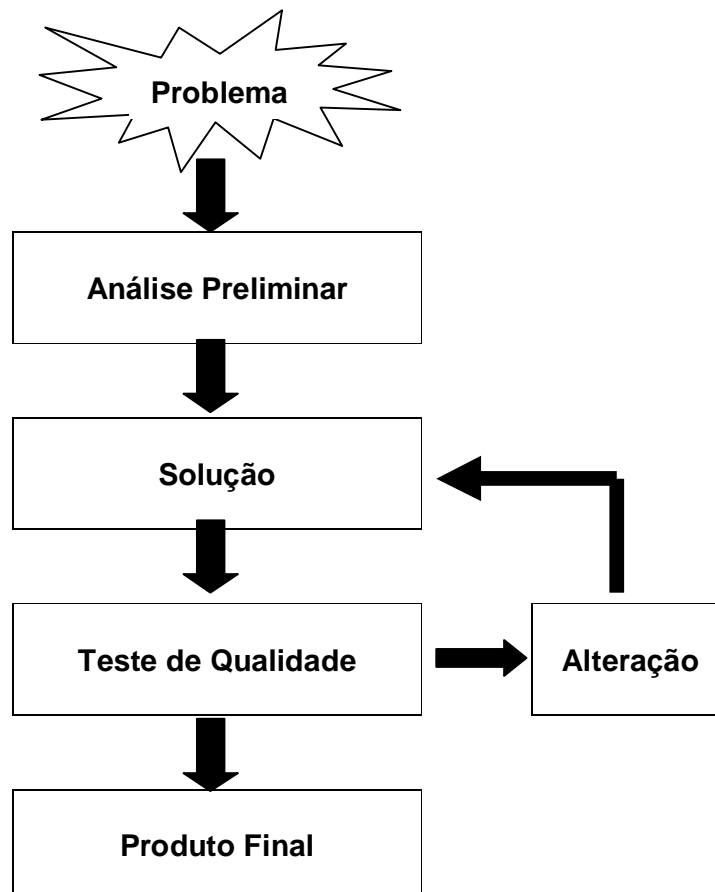 Problema
Análise Preliminar
Solução
Teste de Qualidade
Alteração
Produto Final